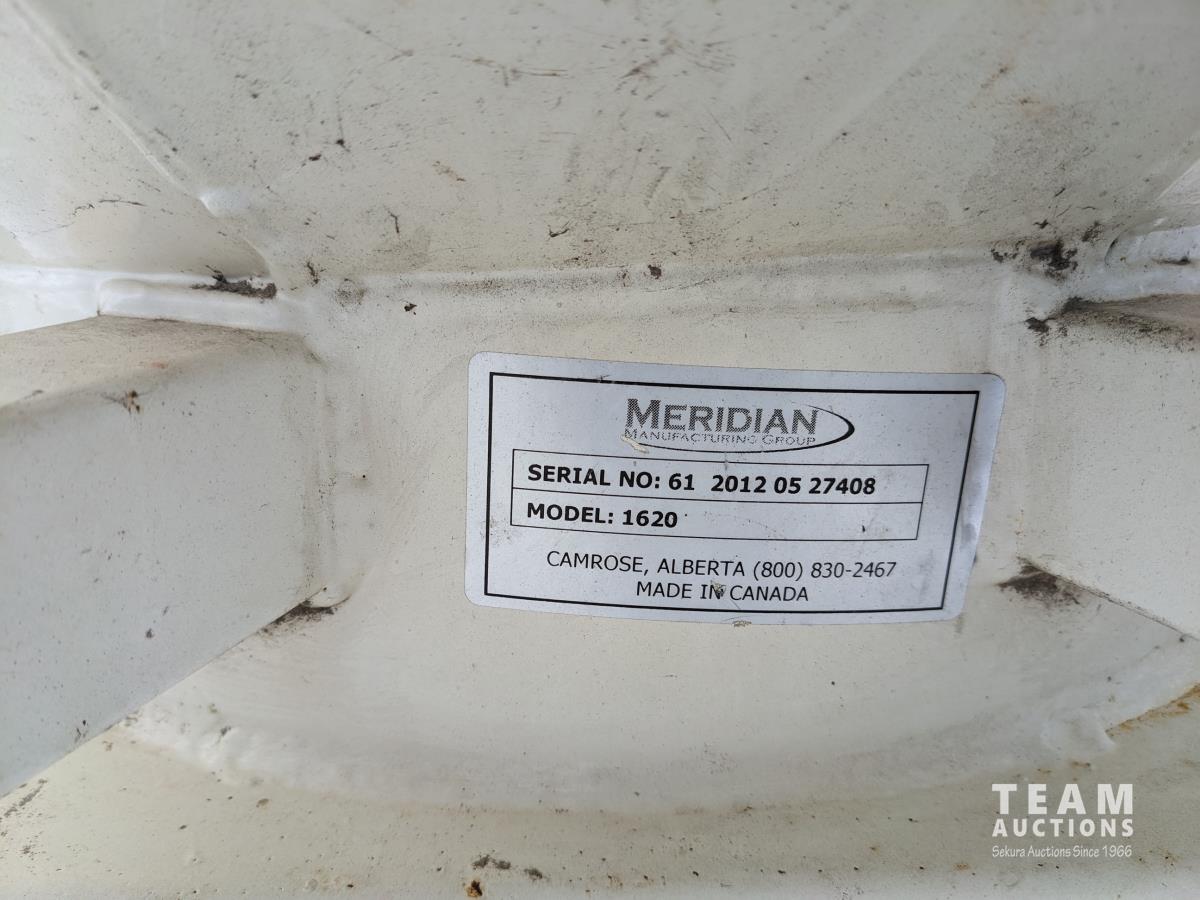 MERIDIAN
MANUFACTURING GROUP
SERIAL NO: 61 2012 05 27408
MODEL: 1620
CAMROSE, ALBERTA (800) 830-2467
MADE IN CANADA
TEAM
AUCTIONS
Sekura Auctions Since 1966